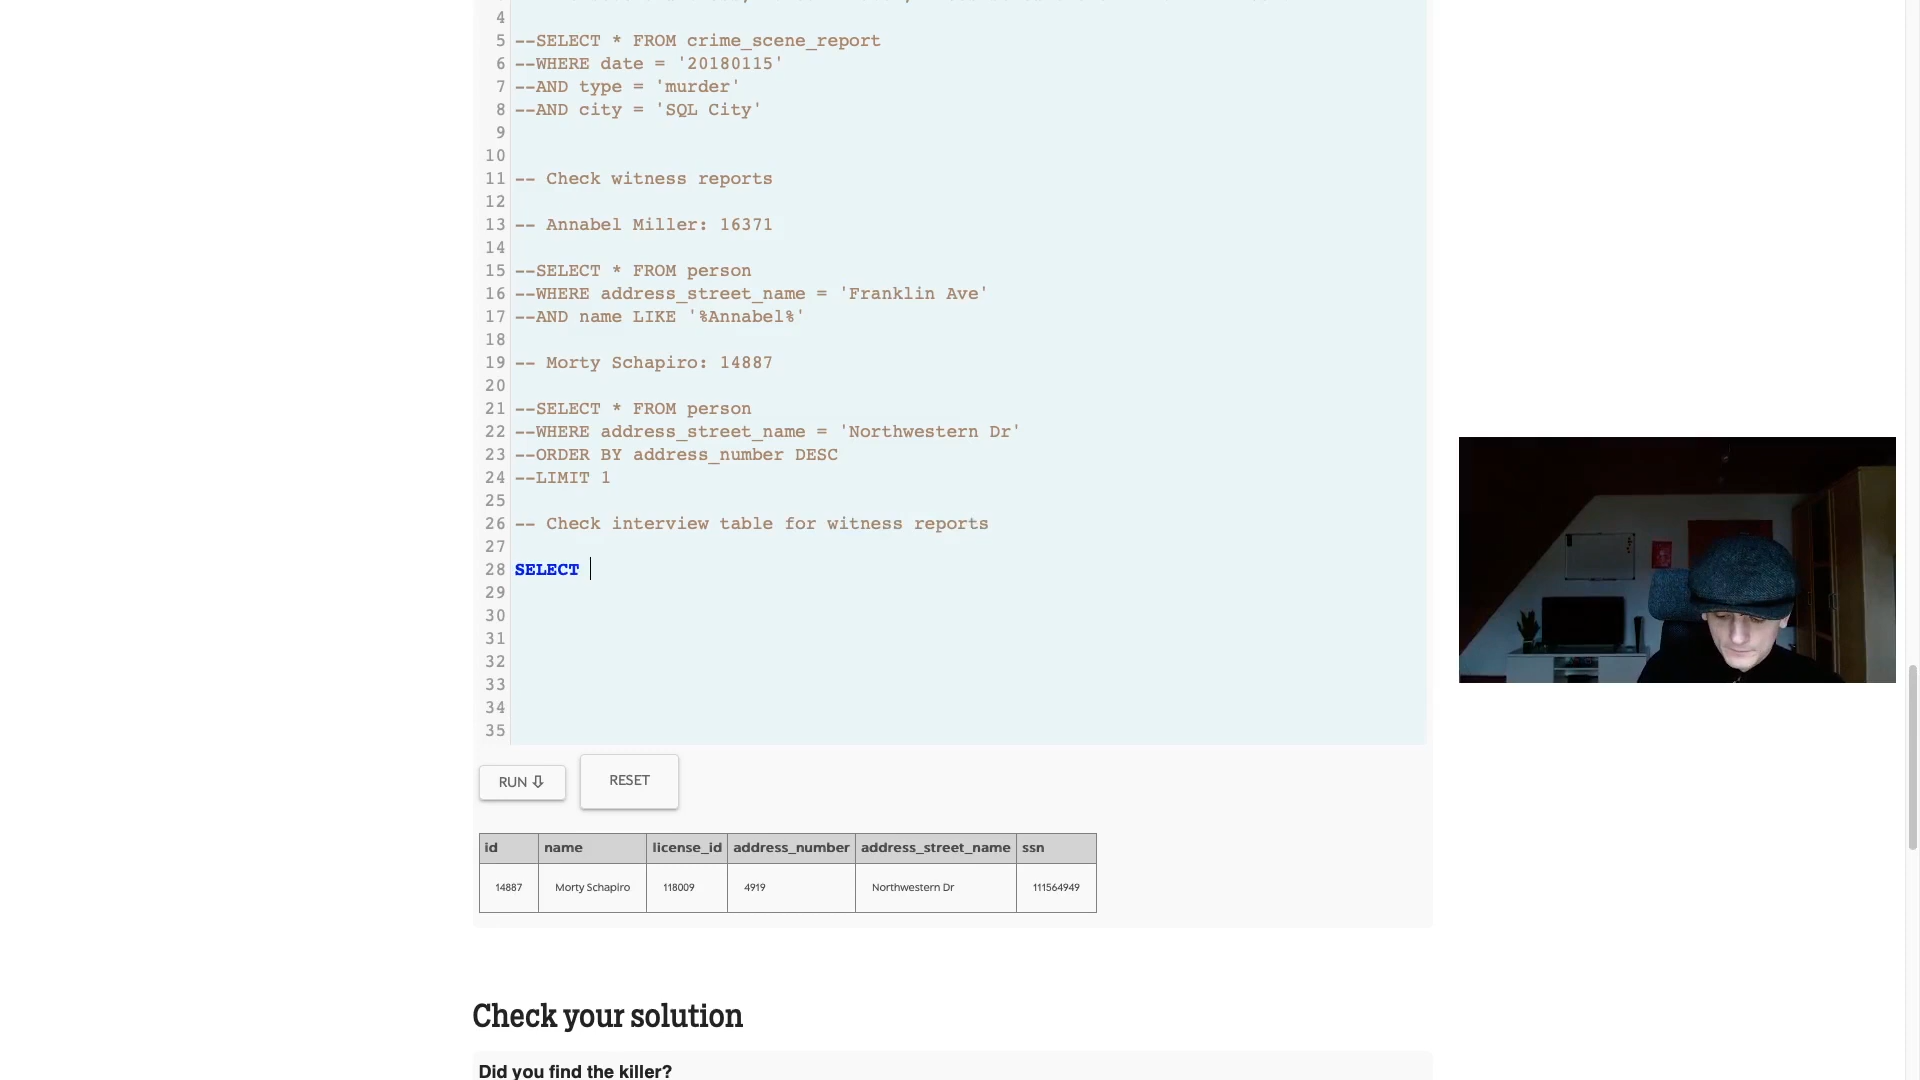 4
5 --SELECT * FROM crime_scene_report
6 --WHERE date = '20180115'
7 --AND type = 'murder'
8 --AND city = 'SQL City'
9
10
11 -- Check witness reports
12
13 -- Annabel Miller: 16371
14
15 --SELECT * FROM person
16 --WHERE address_street_name = 'Franklin Ave'
17 --AND name LIKE '%Annabel%'
18
19 -- Morty Schapiro: 14887
20
21 --SELECT * FROM person
22 --WHERE address_street_name = 'Northwestern Dr'
23 --ORDER BY address_number DESC
24 --LIMIT 1
25
26 -- Check interview table for witness reports
27
28 SELECT
29
30
31
32
33
34
35
RUN ⇩ RESET
id name license_id address_number address_street_name ssn
14887 Morty Schapiro 118009 4919 Northwestern Dr 111564949
Check your solution
Did you find the killer?